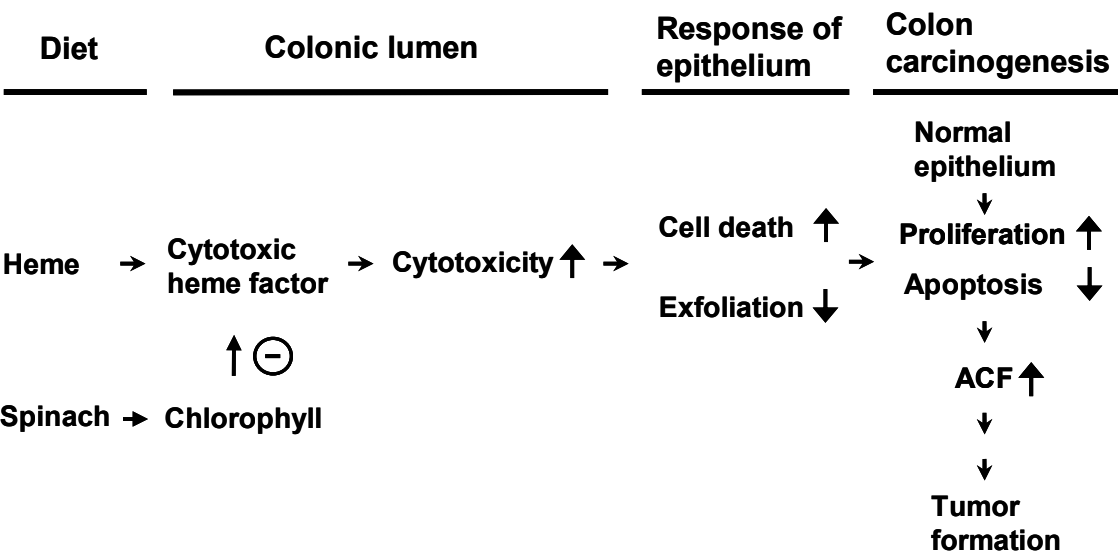 Diet
Colonic lumen
Response of
epithelium
Colon
carcinogenesis
Normal
epithelium
Heme
Cytotoxic
heme factor
Cytotoxicity
Cell death
Exfoliation
Proliferation
Apoptosis
ACF
Spinach
Chlorophyll
Tumor
formation